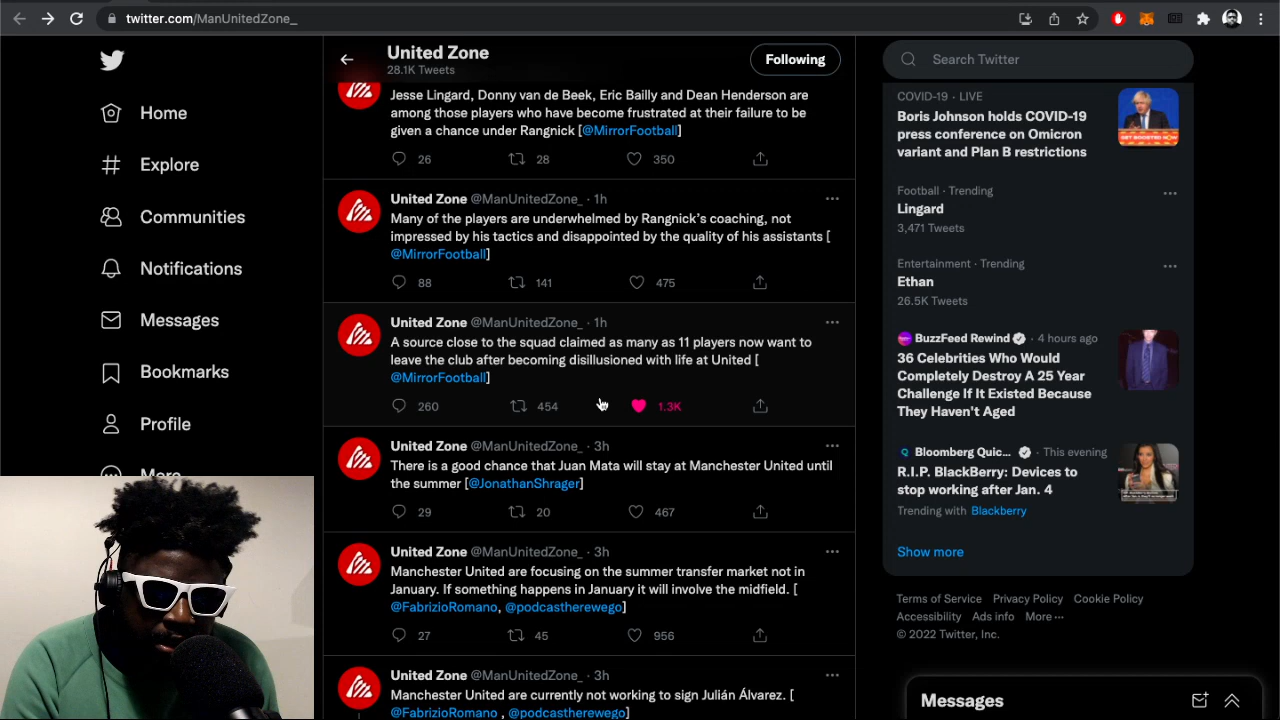 twitter.com/ManUnitedZone_
Home
Explore
Communities
Notifications
Messages
Bookmarks
Profile
More
United Zone
28.1K Tweets
Following
Jesse Lingard, Donny van de Beek, Eric Bailly and Dean Henderson are
among those players who have become frustrated at their failure to be
given a chance under Rangnick [@MirrorFootball]
26 28 350
United Zone @ManUnitedZone_ · 1h
Many of the players are underwhelmed by Rangnick's coaching, not
impressed by his tactics and disappointed by the quality of his assistants [
@MirrorFootball]
88 141 475
United Zone @ManUnitedZone_ · 1h
A source close to the squad claimed as many as 11 players now want to
leave the club after becoming disillusioned with life at United [
@MirrorFootball]
260 454 1.3K
United Zone @ManUnitedZone_ · 3h
There is a good chance that Juan Mata will stay at Manchester United until
the summer [@JonathanShrager]
29 20 467
United Zone @ManUnitedZone_ · 3h
Manchester United are focusing on the summer transfer market not in
January. If something happens in January it will involve the midfield. [
@FabrizioRomano, @podcastherewego]
27 45 956
United Zone @ManUnitedZone_ · 3h
Manchester United are currently not working to sign Julián Álvarez. [
@FabrizioRomano , @podcastherewego]
Search Twitter
COVID-19 · LIVE
Boris Johnson holds COVID-19
press conference on Omicron
variant and Plan B restrictions
Football · Trending
Lingard
3,471 Tweets
Entertainment · Trending
Ethan
26.5K Tweets
BuzzFeed Rewind · 4 hours ago
36 Celebrities Who Would
Completely Destroy A 25 Year
Challenge If It Existed Because
They Haven't Aged
Bloomberg Quic... · This evening
R.I.P. BlackBerry: Devices to
stop working after Jan. 4
Trending with Blackberry
Show more
Terms of Service Privacy Policy Cookie Policy
Accessibility Ads info More ···
© 2022 Twitter, Inc.
Messages